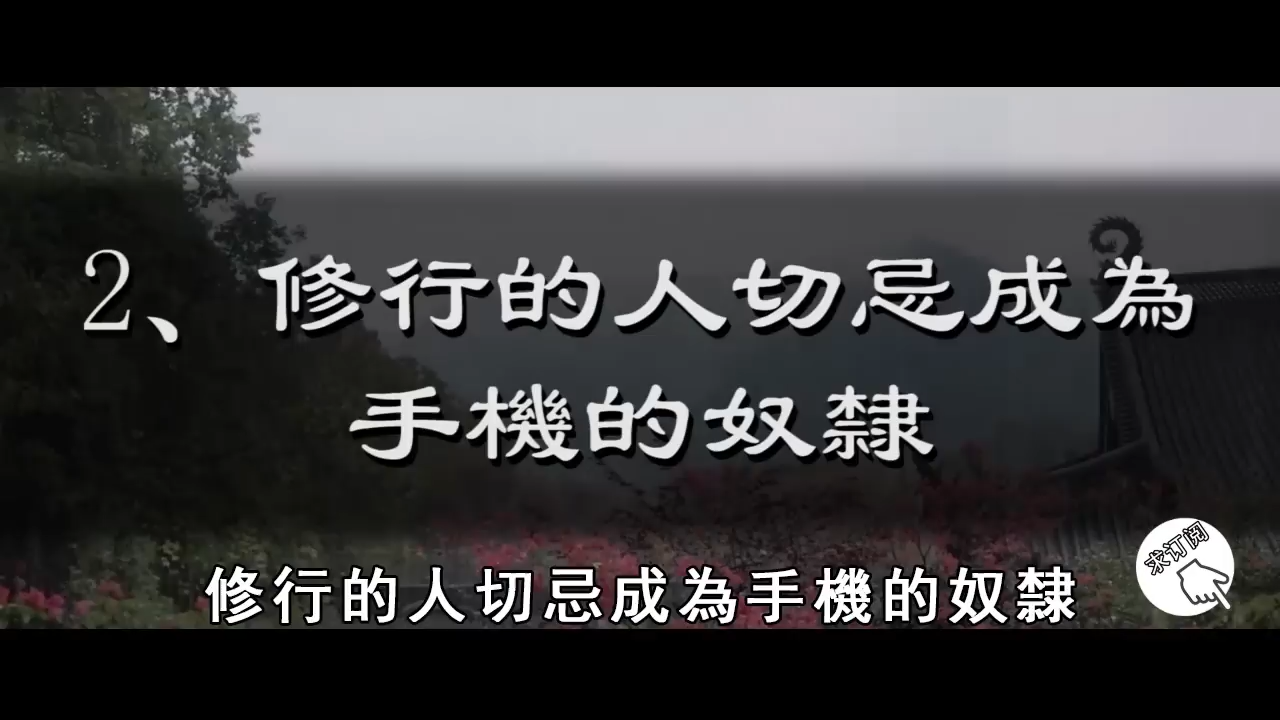 2、修行的人切忌成為
手機的奴隸
求订阅
修行的人切忌成為手機的奴隸